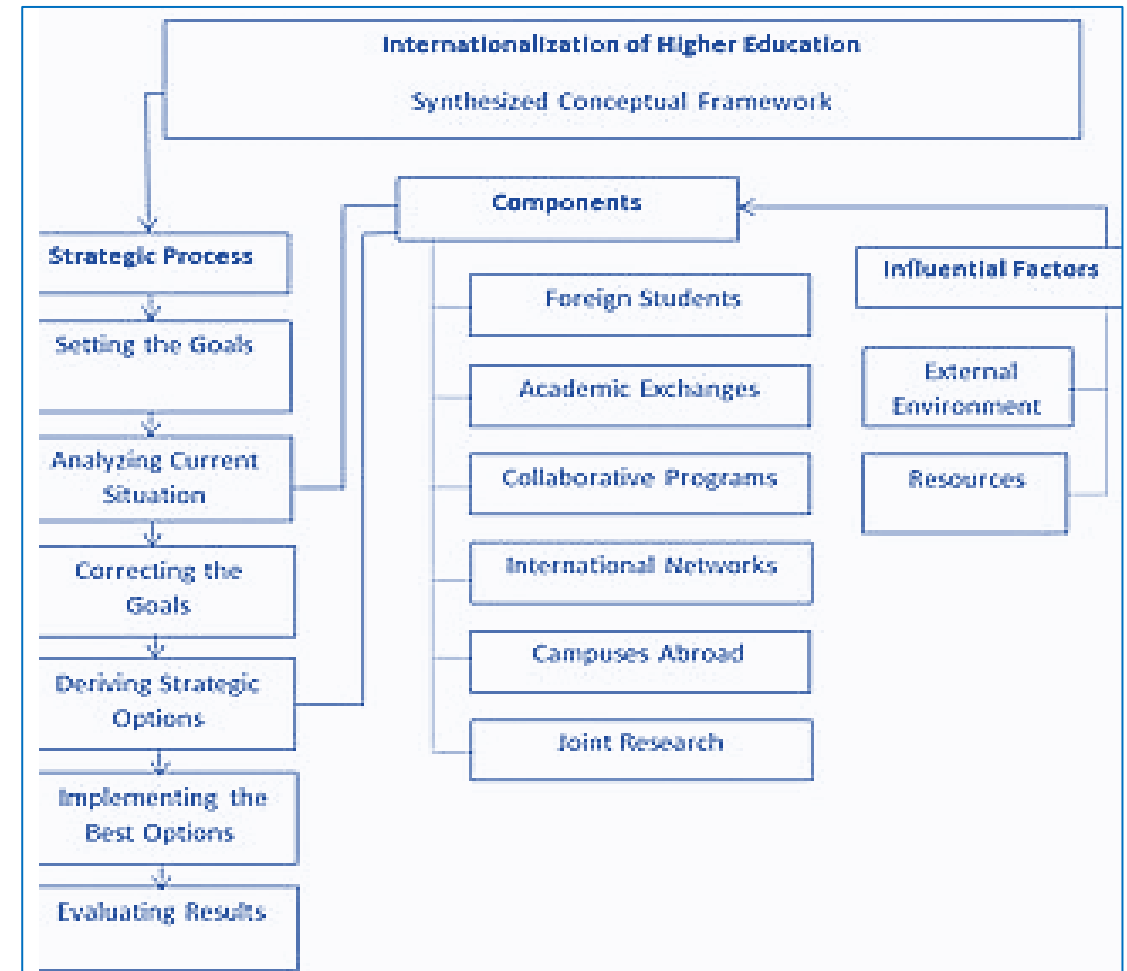 Internationalization of Higher Education
Synthesized Conceptual Framework
Components
Strategic Process
Influential Factors
Setting the Goals
Foreign Students
External
Environment
Academic Exchanges
Analyzing Current
Situation
Collaborative Programs
Resources
Correcting the
Goals
International Networks
Campuses Abroad
Deriving Strategic
Options
Joint Research
Implementing the
Best Options
Evaluating Results